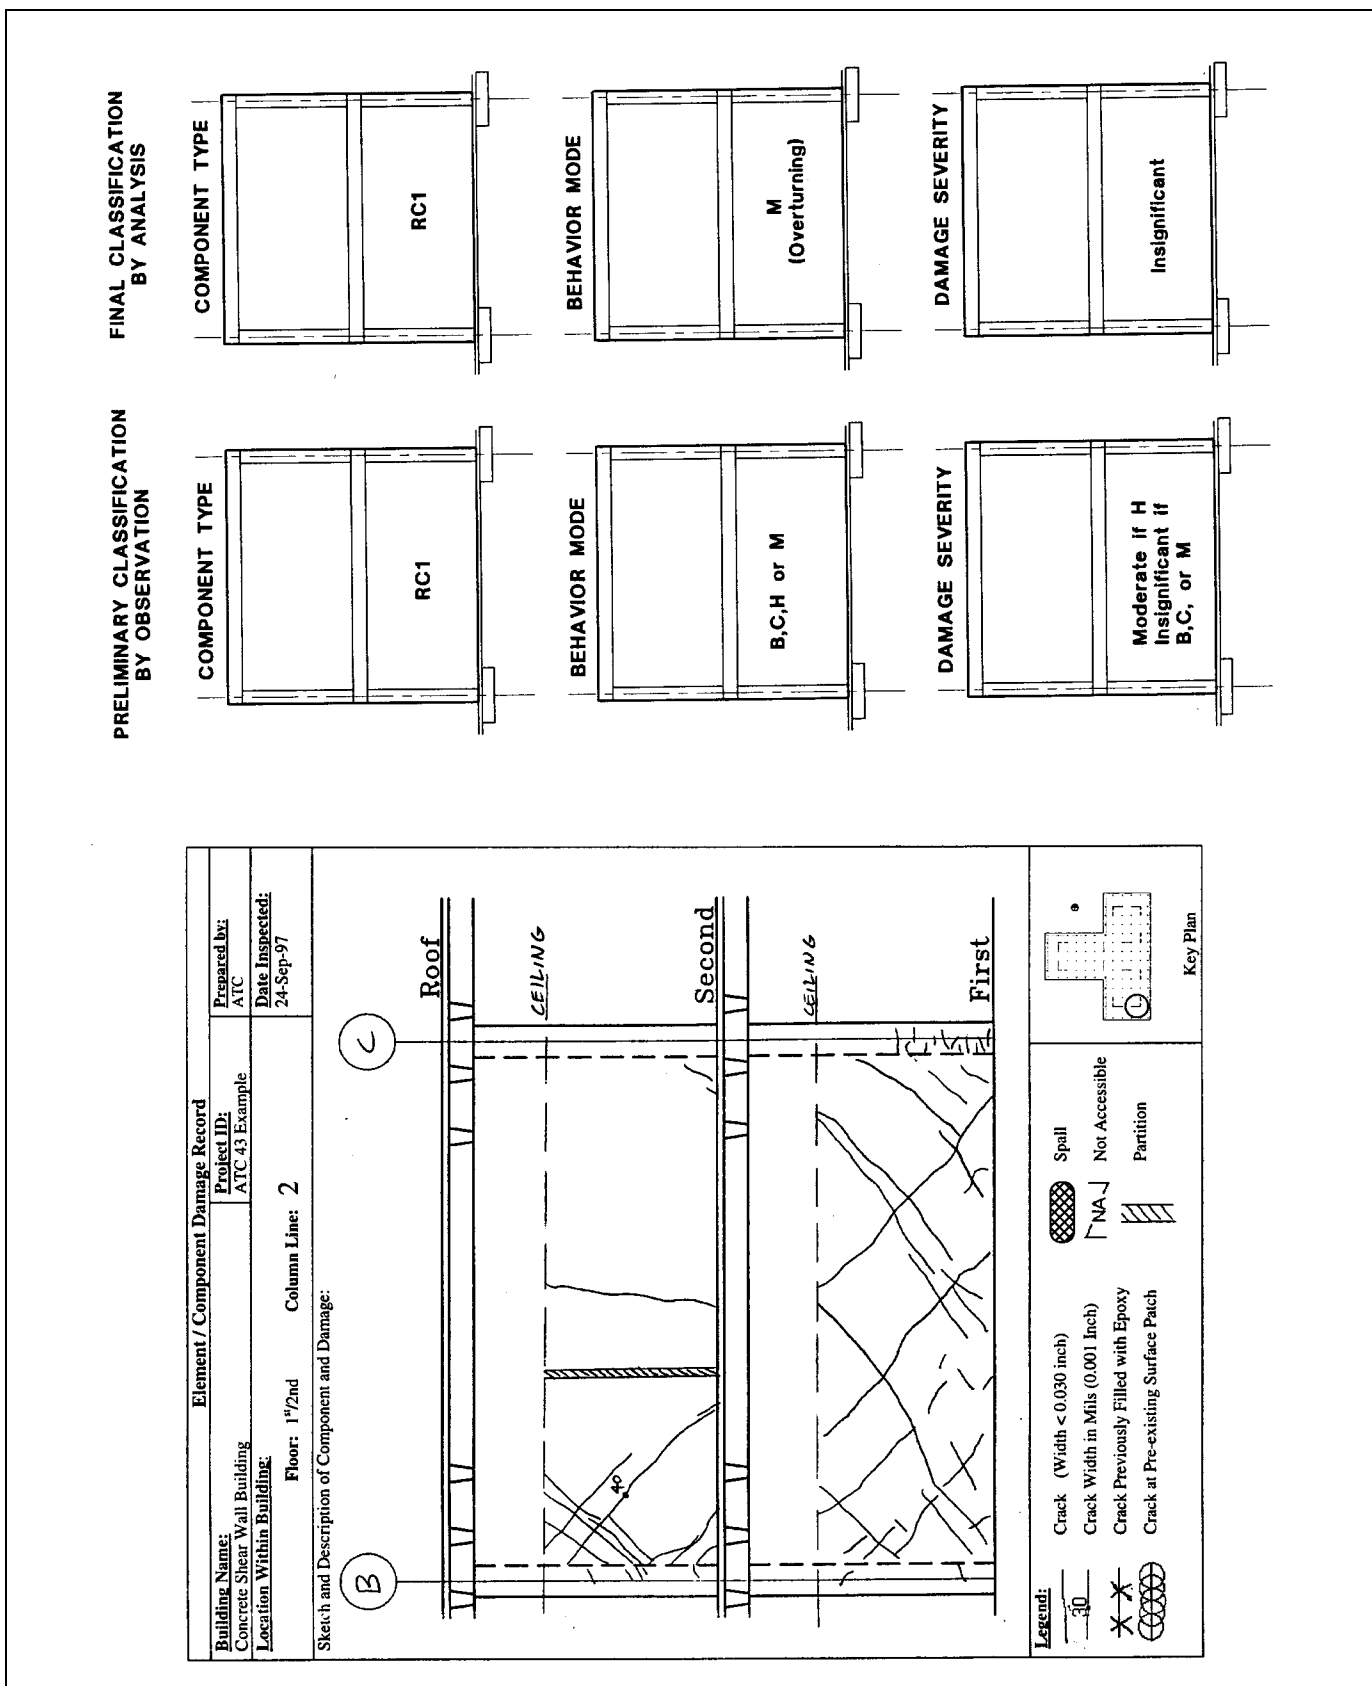 Element / Component Damage Record
Building Name:
Concrete Shear Wall Building
Project ID:
ATC 43 Example
Prepared by:
ATC
Location Within Building:
Floor: 1st/2nd Column Line: 2
Date Inspected:
24-Sep-97
Sketch and Description of Component and Damage:
B
C
Roof
CEILING
40
Second
CEILING
First
Legend:
Crack (Width < 0.030 inch)
30
Crack Width in Mils (0.001 Inch)
Crack Previously Filled with Epoxy
Crack at Pre-existing Surface Patch
Spall
NA
Not Accessible
Partition
Key Plan
PRELIMINARY CLASSIFICATION
BY OBSERVATION
COMPONENT TYPE
RC1
BEHAVIOR MODE
B,C,H or M
DAMAGE SEVERITY
Moderate if H
Insignificant if
B,C, or M
FINAL CLASSIFICATION
BY ANALYSIS
COMPONENT TYPE
RC1
BEHAVIOR MODE
M
(Overturning)
DAMAGE SEVERITY
Insignificant